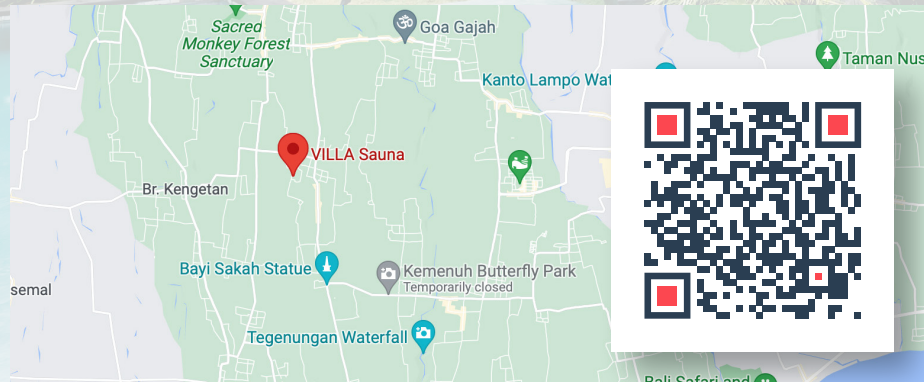 Sacred
Monkey Forest
Sanctuary
Goa Gajah
Taman Nus
Kanto Lampo Wat
VILLA Sauna
Br. Kengetan
Bayi Sakah Statue
Kemenuh Butterfly Park
Temporarily closed
semal
Tegenungan Waterfall
Bali Safari and